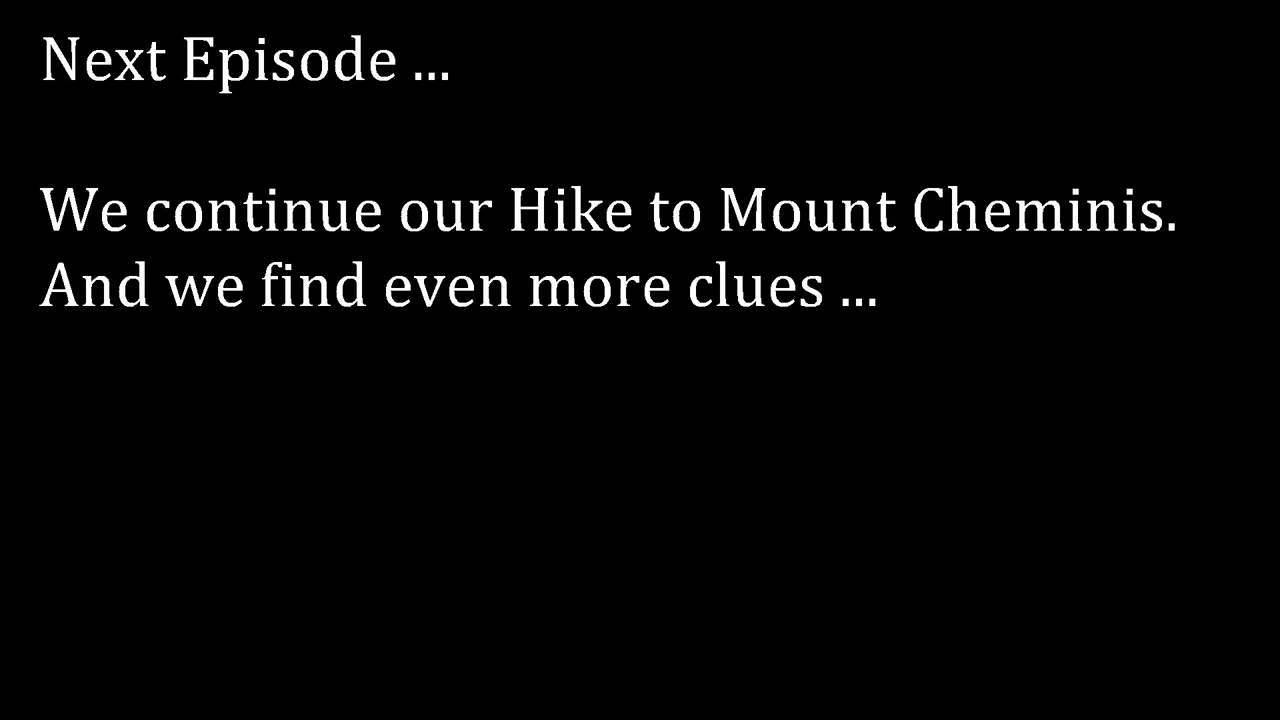 Next Episode ...
We continue our Hike to Mount Cheminis.
And we find even more clues ...